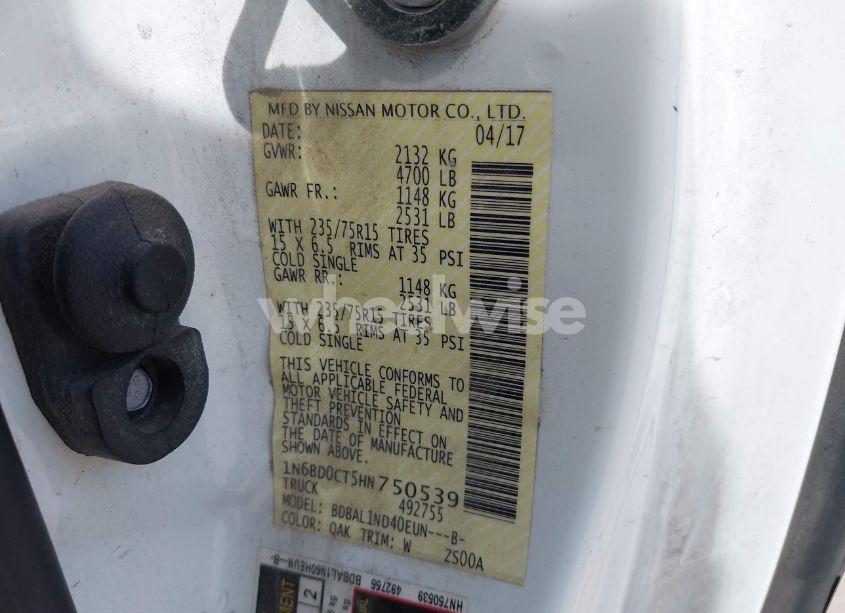 MFD BY NISSAN MOTOR CO., LTD.
DATE: 04/17
GVWR: 2132 KG
4700 LB
GAWR FR.: 1148 KG
2531 LB
WITH 235/75R15 TIRES
15 X 6.5 RIMS AT 35 PSI
COLD SINGLE
GAWR RR.: 1148 KG
2531 LB
WITH 235/75R15 TIRES
15 X 6.5 RIMS AT 35 PSI
COLD SINGLE
wheelwise
THIS VEHICLE CONFORMS TO
ALL APPLICABLE FEDERAL
MOTOR VEHICLE SAFETY AND
THEFT PREVENTION
STANDARDS IN EFFECT ON
THE DATE OF MANUFACTURE
SHOWN ABOVE.
1N6BD0CT5HN750539
TRUCK 492755
MODEL: BDBAL1ND40EUN---B-
COLOR: QAK TRIM: W ZS00A